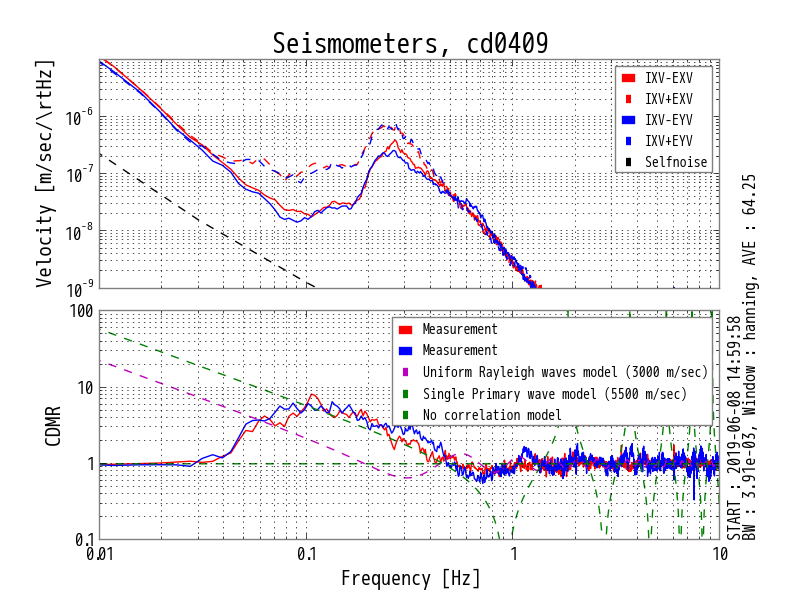 Seismometers, cd0409
Velocity [m/sec/\rtHz]
10-6
10-7
10-8
10-9
IXV-EXV
IXV+EXV
IXV-EYV
IXV+EYV
Selfnoise
CDMR
100
10
1
0.1
Measurement
Measurement
Uniform Rayleigh waves model (3000 m/sec)
Single Primary wave model (5500 m/sec)
No correlation model
0.01
0.1
1
10
Frequency [Hz]
START : 2019-06-08 14:59:58
BW : 3.91e-03, Window : hanning, AVE : 64.25